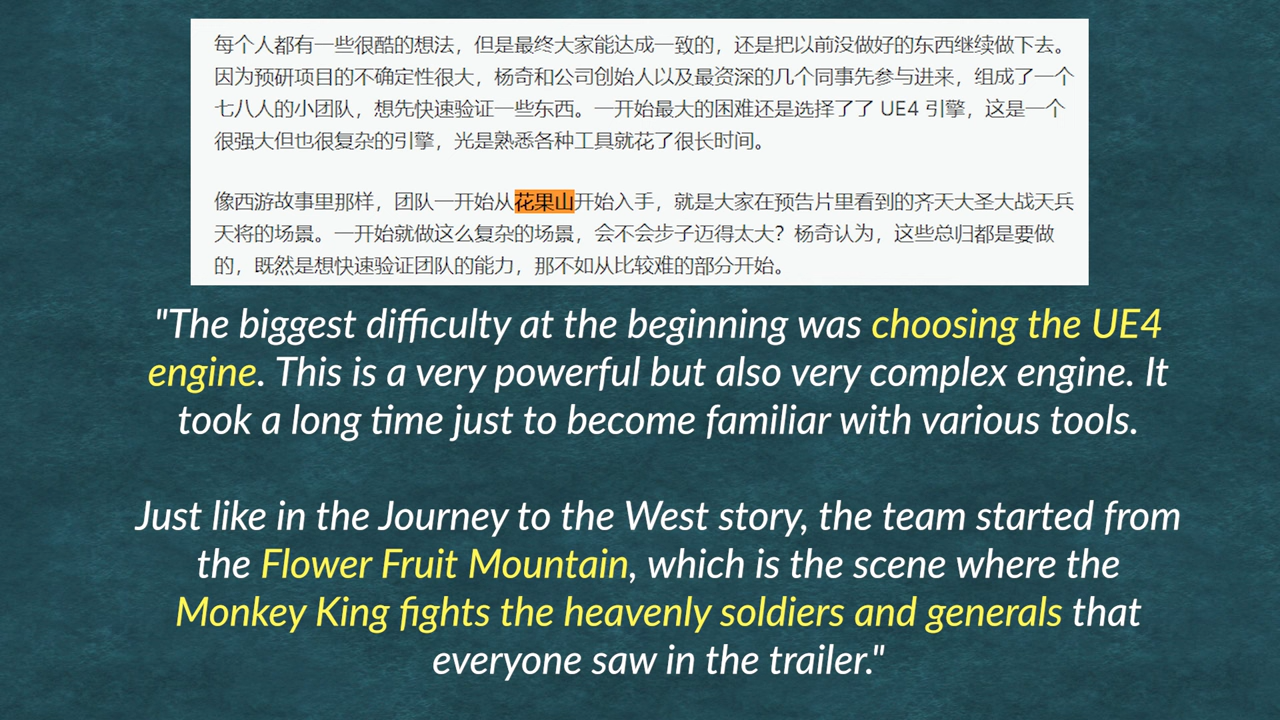 每个人都有一些很酷的想法，但是最终大家能达成一致的，还是把以前没做好的东西继续做下去。
因为预研项目的不确定性很大，杨奇和公司创始人以及最资深的几个同事先参与进来，组成了一个
七八人的小团队，想先快速验证一些东西。一开始最大的困难还是选择了了 UE4 引擎，这是一个
很强大但也很复杂的引擎，光是熟悉各种工具就花了很长时间。
像西游故事里那样，团队一开始从花果山开始入手，就是大家在预告片里看到的齐天大圣大战天兵
天将的场景。一开始就做这么复杂的场景，会不会步子迈得太大？杨奇认为，这些总归都是要做
的，既然是想快速验证团队的能力，那不如从比较难的部分开始。
"The biggest difficulty at the beginning was choosing the UE4
engine. This is a very powerful but also very complex engine. It
took a long time just to become familiar with various tools.
Just like in the Journey to the West story, the team started from
the Flower Fruit Mountain, which is the scene where the
Monkey King fights the heavenly soldiers and generals that
everyone saw in the trailer."